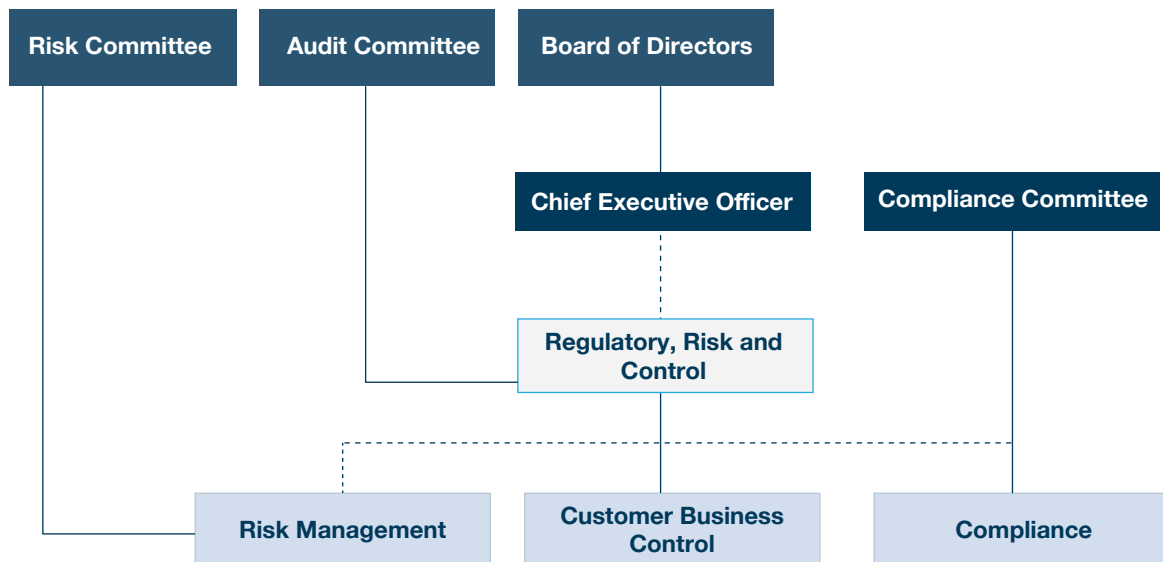 Risk Committee
Audit Committee
Board of Directors
Chief Executive Officer
Compliance Committee
Regulatory, Risk and
Control
Risk Management
Customer Business
Control
Compliance